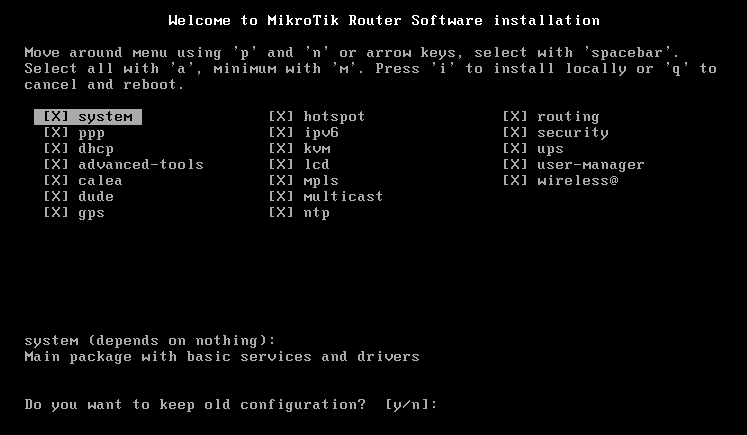 Welcome to MikroTik Router Software installation
Move around menu using 'p' and 'n' or arrow keys, select with 'spacebar'.
Select all with 'a', minimum with 'm'. Press 'i' to install locally or 'q' to
cancel and reboot.
[X] system [X] hotspot [X] routing
[X] ppp [X] ipv6 [X] security
[X] dhcp [X] kvm [X] ups
[X] advanced-tools [X] lcd [X] user-manager
[X] calea [X] mpls [X] wireless@
[X] dude [X] multicast
[X] gps [X] ntp
system (depends on nothing):
Main package with basic services and drivers
Do you want to keep old configuration? [y/n]: